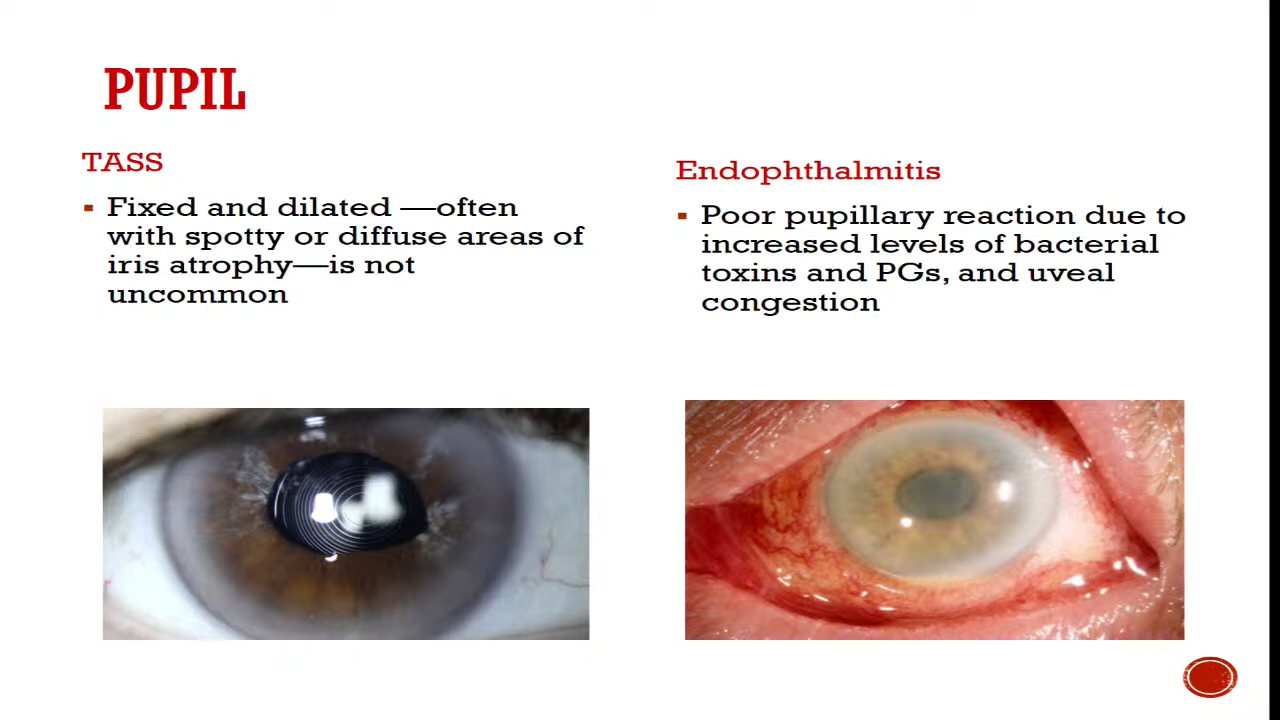 PUPIL
TASS
▪ Fixed and dilated —often
with spotty or diffuse areas of
iris atrophy—is not
uncommon
Endophthalmitis
▪ Poor pupillary reaction due to
increased levels of bacterial
toxins and PGs, and uveal
congestion